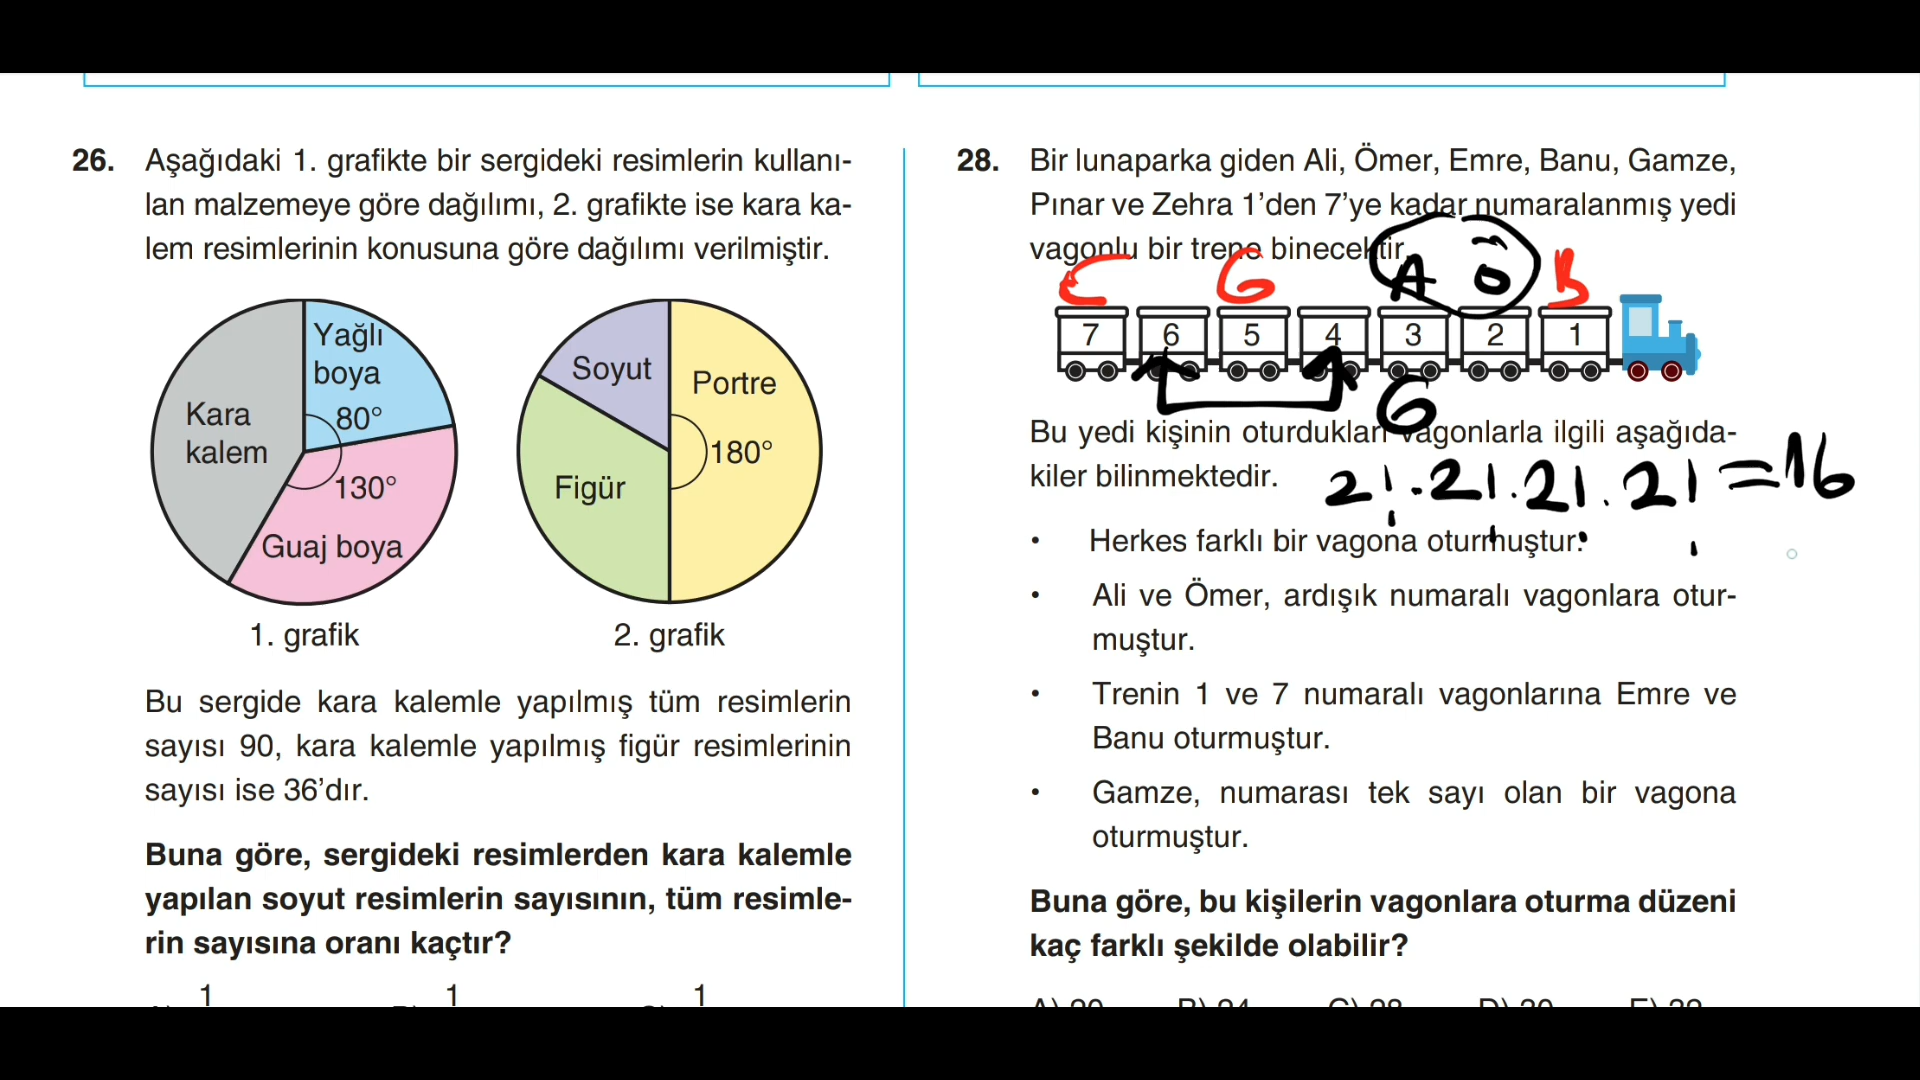 26. Aşağıdaki 1. grafikte bir sergideki resimlerin kullanı-
lan malzemeye göre dağılımı, 2. grafikte ise kara ka-
lem resimlerinin konusuna göre dağılımı verilmiştir.
Yağlı
boya
80°
Kara
kalem
130°
Guaj boya
1. grafik
Soyut
Portre
180°
Figür
2. grafik
Bu sergide kara kalemle yapılmış tüm resimlerin
sayısı 90, kara kalemle yapılmış figür resimlerinin
sayısı ise 36’dır.
Buna göre, sergideki resimlerden kara kalemle
yapılan soyut resimlerin sayısının, tüm resimle-
rin sayısına oranı kaçtır?
1 1 1
28. Bir lunaparka giden Ali, Ömer, Emre, Banu, Gamze,
Pınar ve Zehra 1’den 7’ye kadar numaralanmış yedi
vagonlu bir trene binecektir.
G A Ö B
7 6 5 4 3 2 1
G
Bu yedi kişinin oturdukları vagonlarla ilgili aşağıda-
kiler bilinmektedir.
2! · 2! · 2! · 2! = 16
• Herkes farklı bir vagona oturmuştur.
• Ali ve Ömer, ardışık numaralı vagonlara otur-
muştur.
• Trenin 1 ve 7 numaralı vagonlarına Emre ve
Banu oturmuştur.
• Gamze, numarası tek sayı olan bir vagona
oturmuştur.
Buna göre, bu kişilerin vagonlara oturma düzeni
kaç farklı şekilde olabilir?